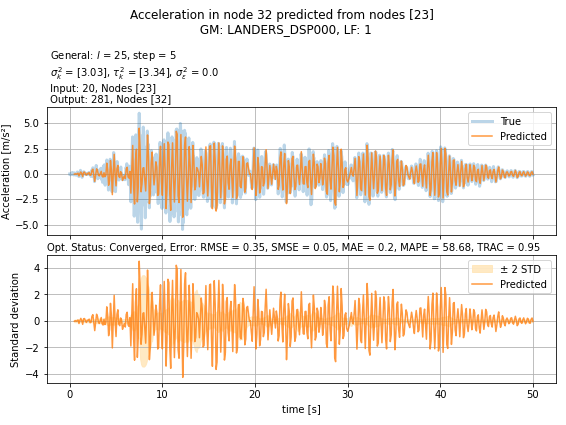 Acceleration in node 32 predicted from nodes [23]
GM: LANDERS_DSP000, LF: 1
General: l = 25, step = 5
σ²ₖ = [3.03], τ²ₖ = [3.34], σ²ε = 0.0
Input: 20, Nodes [23]
Output: 281, Nodes [32]
Acceleration [m/s²]
5.0
2.5
0.0
−2.5
−5.0
True
Predicted
Opt. Status: Converged, Error: RMSE = 0.35, SMSE = 0.05, MAE = 0.2, MAPE = 58.68, TRAC = 0.95
Standard deviation
4
2
0
−2
−4
± 2 STD
Predicted
0
10
20
30
40
50
time [s]